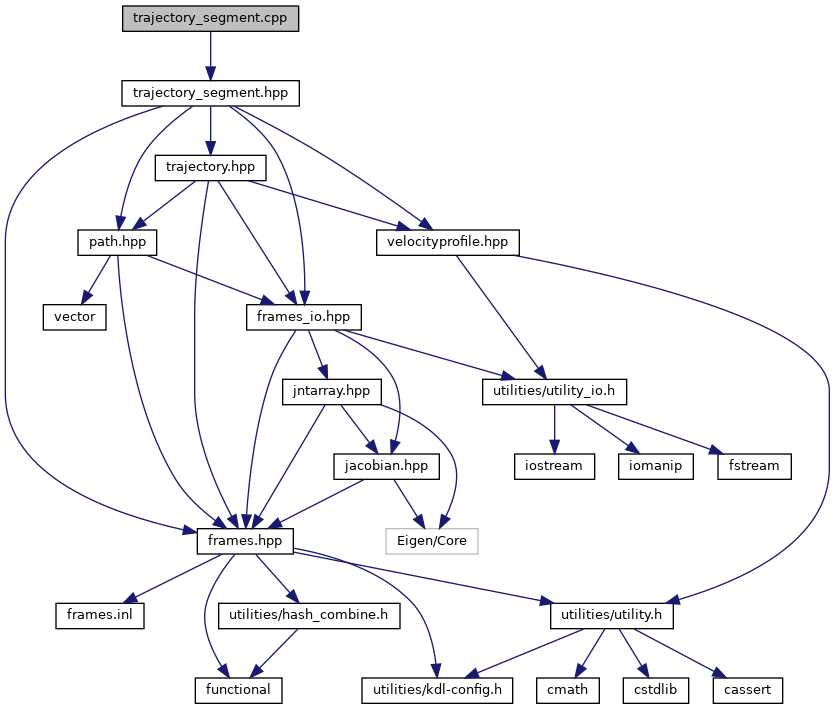 trajectory_segment.cpp
trajectory_segment.hpp
trajectory.hpp
path.hpp
velocityprofile.hpp
vector
frames_io.hpp
jntarray.hpp
utilities/utility_io.h
jacobian.hpp
iostream
iomanip
fstream
frames.hpp
Eigen/Core
frames.inl
utilities/hash_combine.h
utilities/utility.h
functional
utilities/kdl-config.h
cmath
cstdlib
cassert